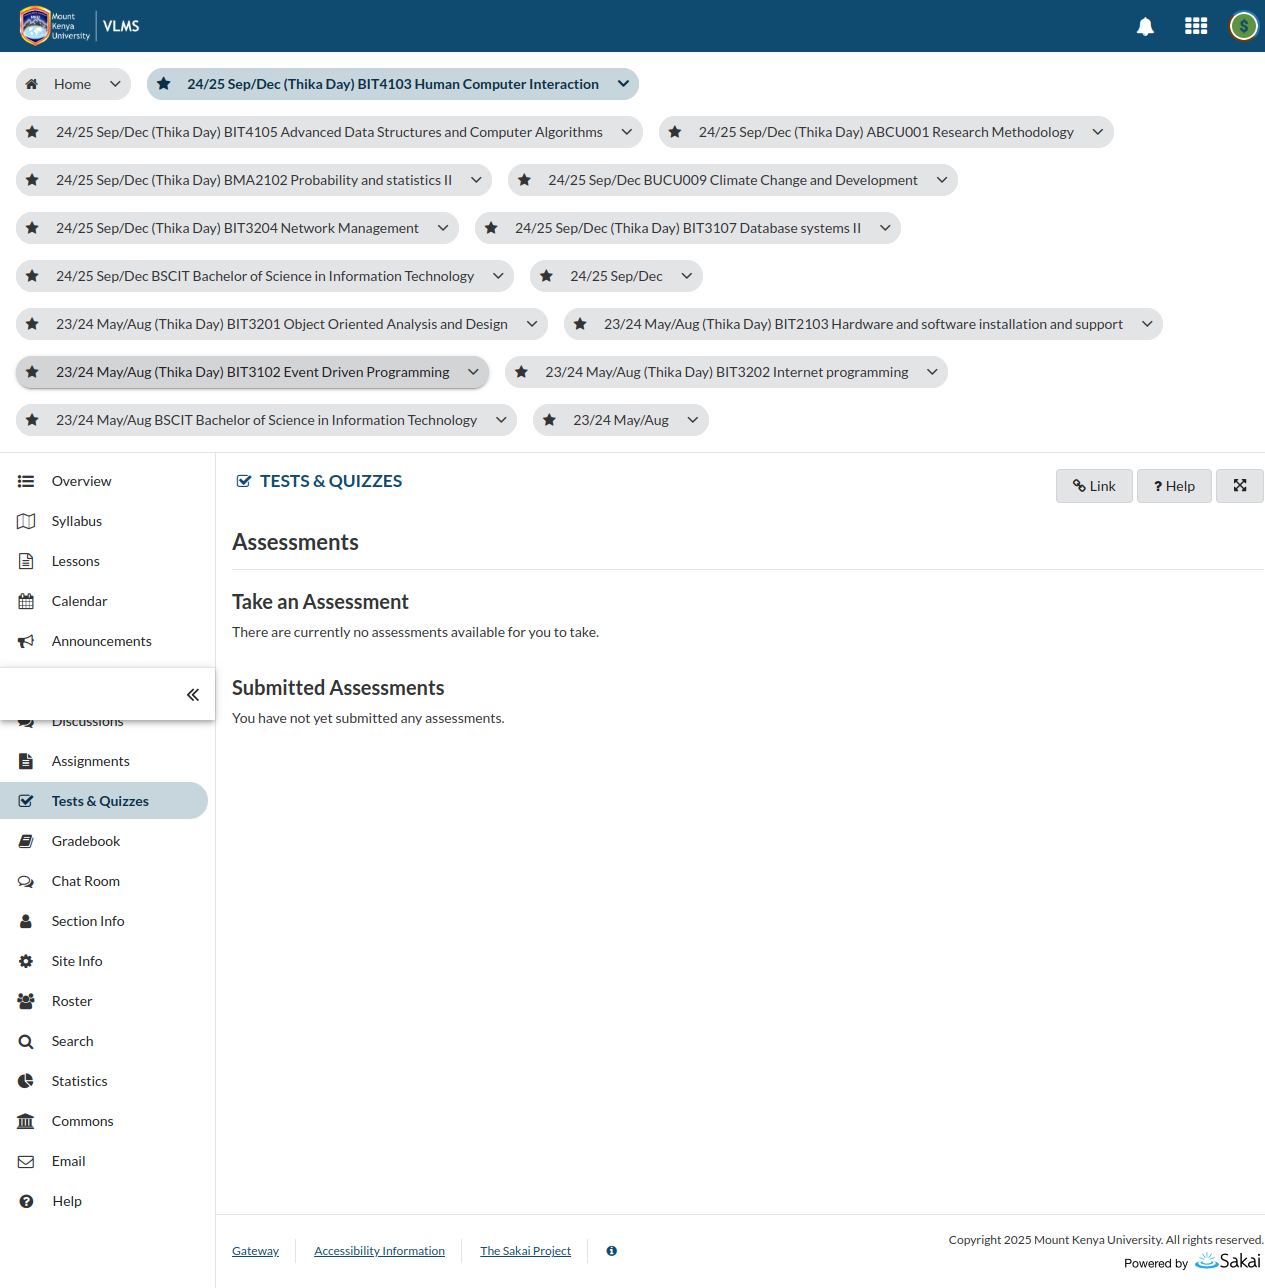 Mount
Kenya
University
VLMS
Home
24/25 Sep/Dec (Thika Day) BIT4103 Human Computer Interaction
24/25 Sep/Dec (Thika Day) BIT4105 Advanced Data Structures and Computer Algorithms
24/25 Sep/Dec (Thika Day) ABCU001 Research Methodology
24/25 Sep/Dec (Thika Day) BMA2102 Probability and statistics II
24/25 Sep/Dec BUCU009 Climate Change and Development
24/25 Sep/Dec (Thika Day) BIT3204 Network Management
24/25 Sep/Dec (Thika Day) BIT3107 Database systems II
24/25 Sep/Dec BSCIT Bachelor of Science in Information Technology
24/25 Sep/Dec
23/24 May/Aug (Thika Day) BIT3201 Object Oriented Analysis and Design
23/24 May/Aug (Thika Day) BIT2103 Hardware and software installation and support
23/24 May/Aug (Thika Day) BIT3102 Event Driven Programming
23/24 May/Aug (Thika Day) BIT3202 Internet programming
23/24 May/Aug BSCIT Bachelor of Science in Information Technology
23/24 May/Aug
Overview
Syllabus
Lessons
Calendar
Announcements
Discussions
Assignments
Tests & Quizzes
Gradebook
Chat Room
Section Info
Site Info
Roster
Search
Statistics
Commons
Email
Help
TESTS & QUIZZES
Link
? Help
Assessments
Take an Assessment
There are currently no assessments available for you to take.
Submitted Assessments
You have not yet submitted any assessments.
Gateway
Accessibility Information
The Sakai Project
Copyright 2025 Mount Kenya University. All rights reserved.
Powered by Sakai